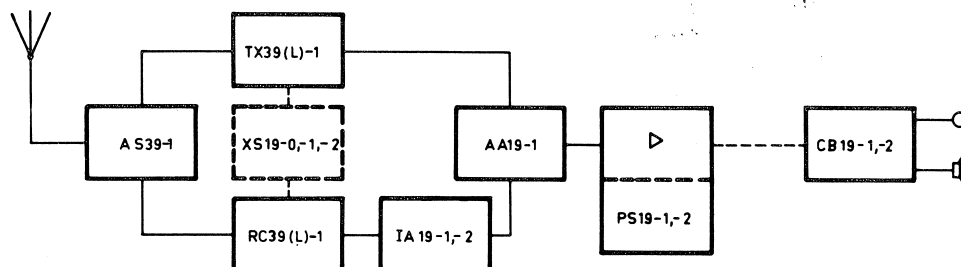 TX39(L)-1
AS39-1
XS19-0,-1,-2
AA19-1
CB19-1,-2
PS19-1,-2
RC39(L)-1
IA19-1,-2